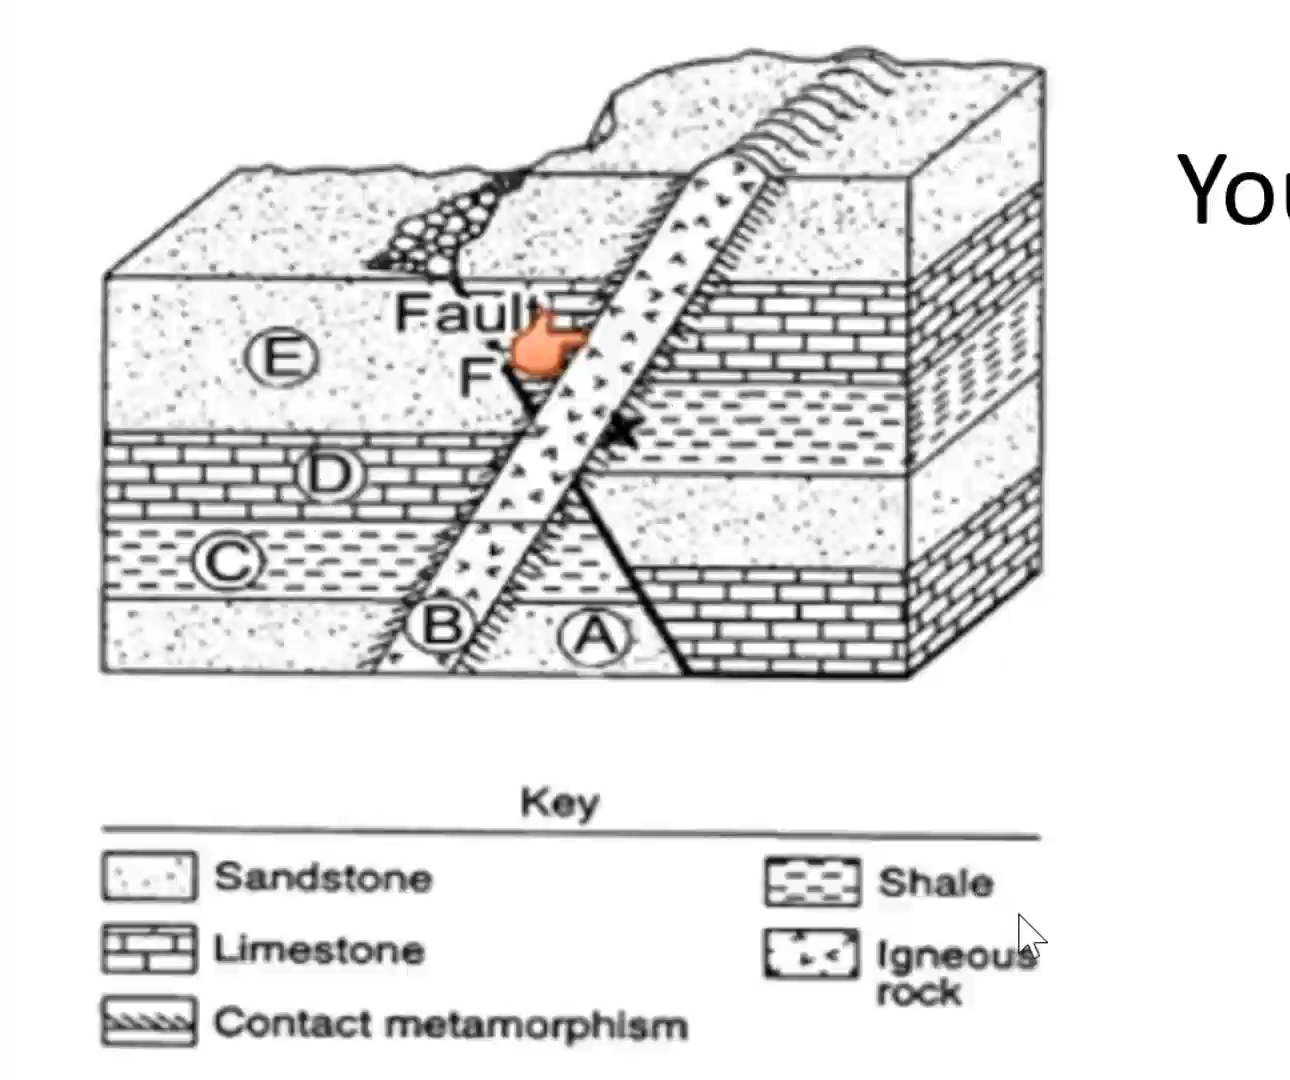 You
Fault
F
E
D
C
B
A
Key
Sandstone
Shale
Limestone
Igneous
rock
Contact metamorphism